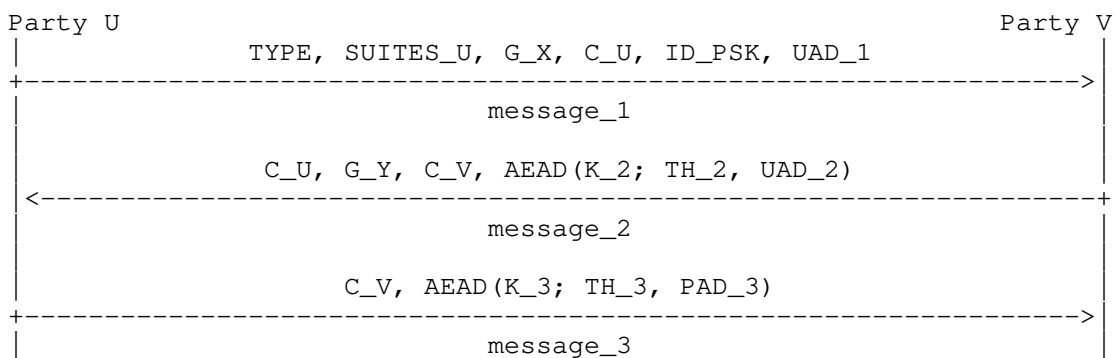 Party U Party V
TYPE, SUITES_U, G_X, C_U, ID_PSK, UAD_1
message_1
C_U, G_Y, C_V, AEAD(K_2; TH_2, UAD_2)
message_2
C_V, AEAD(K_3; TH_3, PAD_3)
message_3